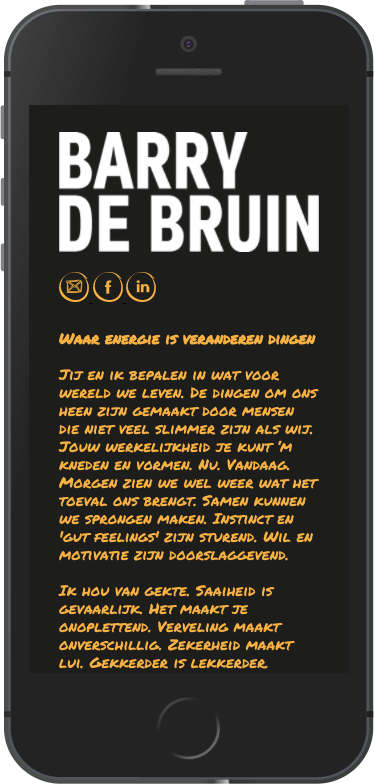 BARRY
DE BRUIN
f in
Waar energie is veranderen dingen
Jij en ik bepalen in wat voor
wereld we leven. De dingen om ons
heen zijn gemaakt door mensen
die niet veel slimmer zijn als wij.
Jouw werkelijkheid je kunt 'm
kneden en vormen. Nu. Vandaag.
Morgen zien we wel weer wat het
toeval ons brengt. Samen kunnen
we sprongen maken. Instinct en
'gut feelings' zijn sturend. Wil en
motivatie zijn doorslaggevend.
Ik hou van gekte. Saaiheid is
gevaarlijk. Het maakt je
onoplettend. Verveling maakt
onverschillig. Zekerheid maakt
lui. Gekkerder is lekkerder.